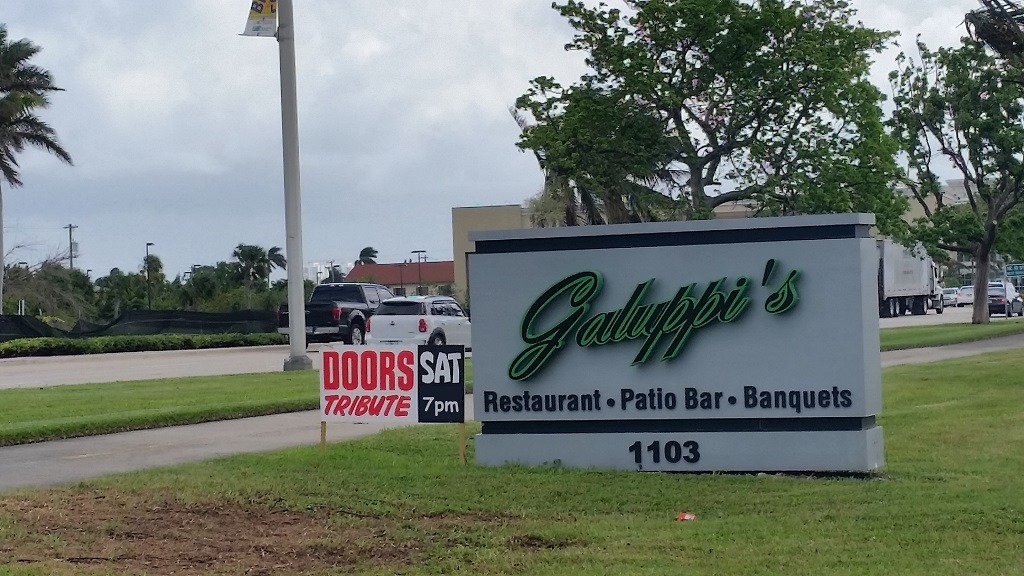 DOORS
TRIBUTE
SAT
7pm
Galuppi's
Restaurant • Patio Bar • Banquets
1103